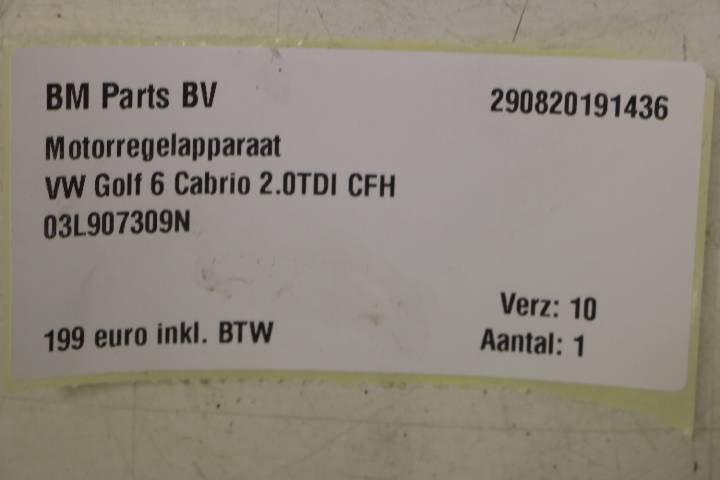 BM Parts BV 290820191436
Motorregelapparaat
VW Golf 6 Cabrio 2.0TDI CFH
03L907309N
Verz: 10
199 euro inkl. BTW Aantal: 1